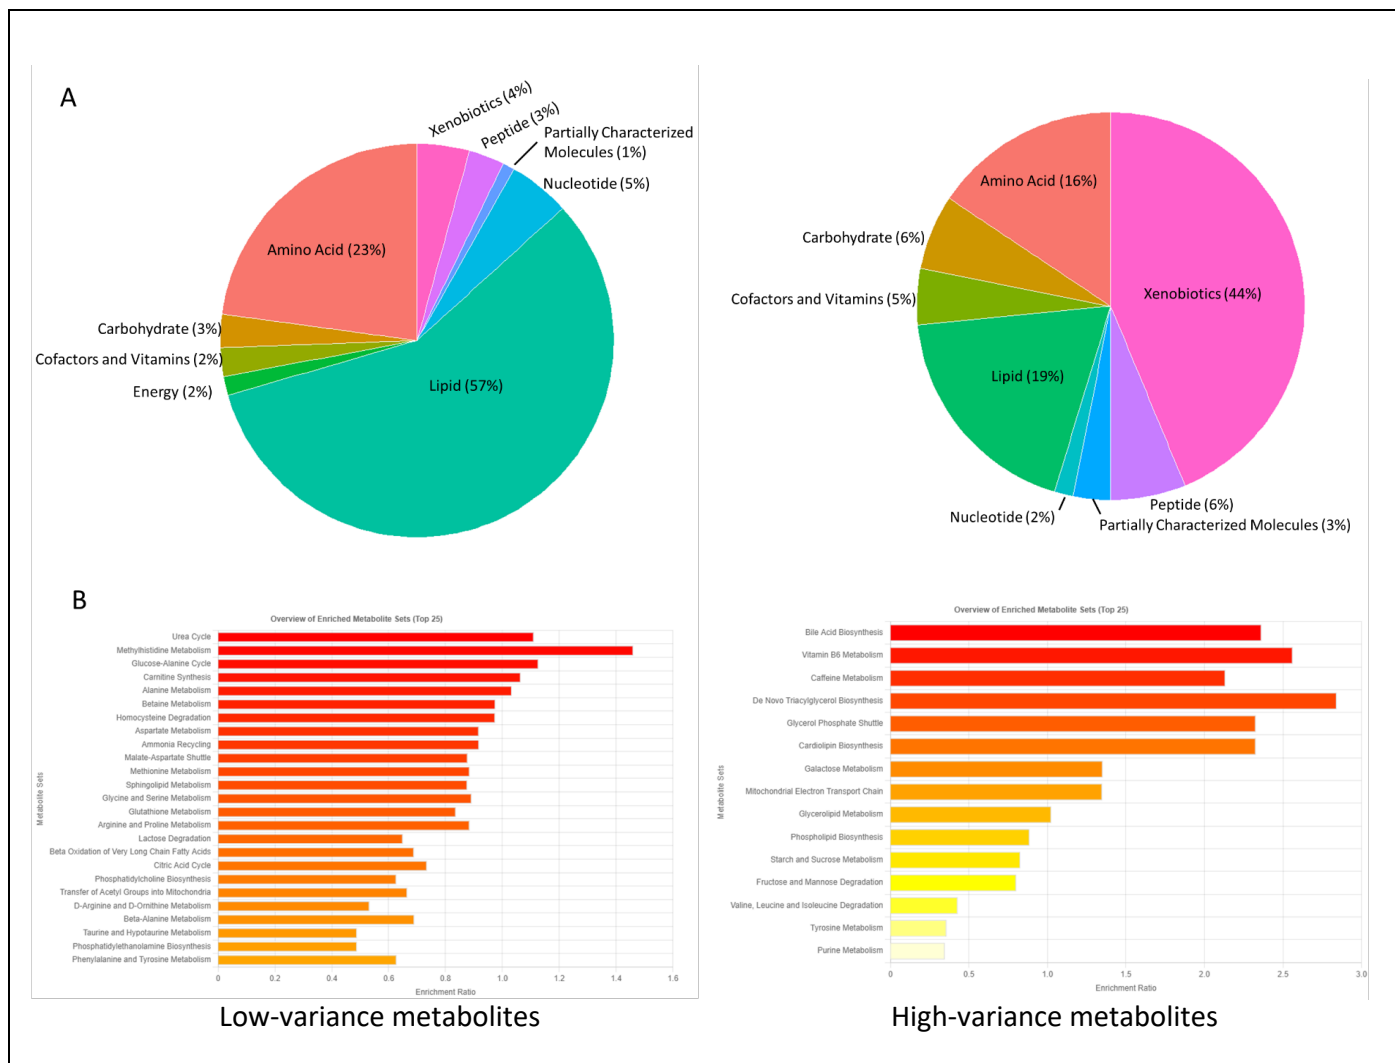 A
Xenobiotics (4%)
Peptide (3%)
Partially Characterized
Molecules (1%)
Nucleotide (5%)
Amino Acid (23%)
Carbohydrate (3%)
Cofactors and Vitamins (2%)
Energy (2%)
Lipid (57%)
Amino Acid (16%)
Carbohydrate (6%)
Xenobiotics (44%)
Cofactors and Vitamins (5%)
Lipid (19%)
Nucleotide (2%)
Peptide (6%)
Partially Characterized Molecules (3%)
B
Overview of Enriched Metabolite Sets (Top 25)
Metabolite Sets
Urea Cycle
Methylhistidine Metabolism
Glucose-Alanine Cycle
Carnitine Synthesis
Alanine Metabolism
Betaine Metabolism
Homocysteine Degradation
Aspartate Metabolism
Ammonia Recycling
Malate-Aspartate Shuttle
Methionine Metabolism
Sphingolipid Metabolism
Glycine and Serine Metabolism
Glutathione Metabolism
Arginine and Proline Metabolism
Lactose Degradation
Beta Oxidation of Very Long Chain Fatty Acids
Citric Acid Cycle
Phosphatidylcholine Biosynthesis
Transfer of Acetyl Groups into Mitochondria
D-Arginine and D-Ornithine Metabolism
Beta-Alanine Metabolism
Taurine and Hypotaurine Metabolism
Phosphatidylethanolamine Biosynthesis
Phenylalanine and Tyrosine Metabolism
0 0.2 0.4 0.6 0.8 1.0 1.2 1.4 1.6
Enrichment Ratio
Low-variance metabolites
Overview of Enriched Metabolite Sets (Top 25)
Metabolite Sets
Bile Acid Biosynthesis
Vitamin B6 Metabolism
Caffeine Metabolism
De Novo Triacylglycerol Biosynthesis
Glycerol Phosphate Shuttle
Cardiolipin Biosynthesis
Galactose Metabolism
Mitochondrial Electron Transport Chain
Glycerolipid Metabolism
Phospholipid Biosynthesis
Starch and Sucrose Metabolism
Fructose and Mannose Degradation
Valine, Leucine and Isoleucine Degradation
Tyrosine Metabolism
Purine Metabolism
0 0.5 1.0 1.5 2.0 2.5 3.0
Enrichment Ratio
High-variance metabolites